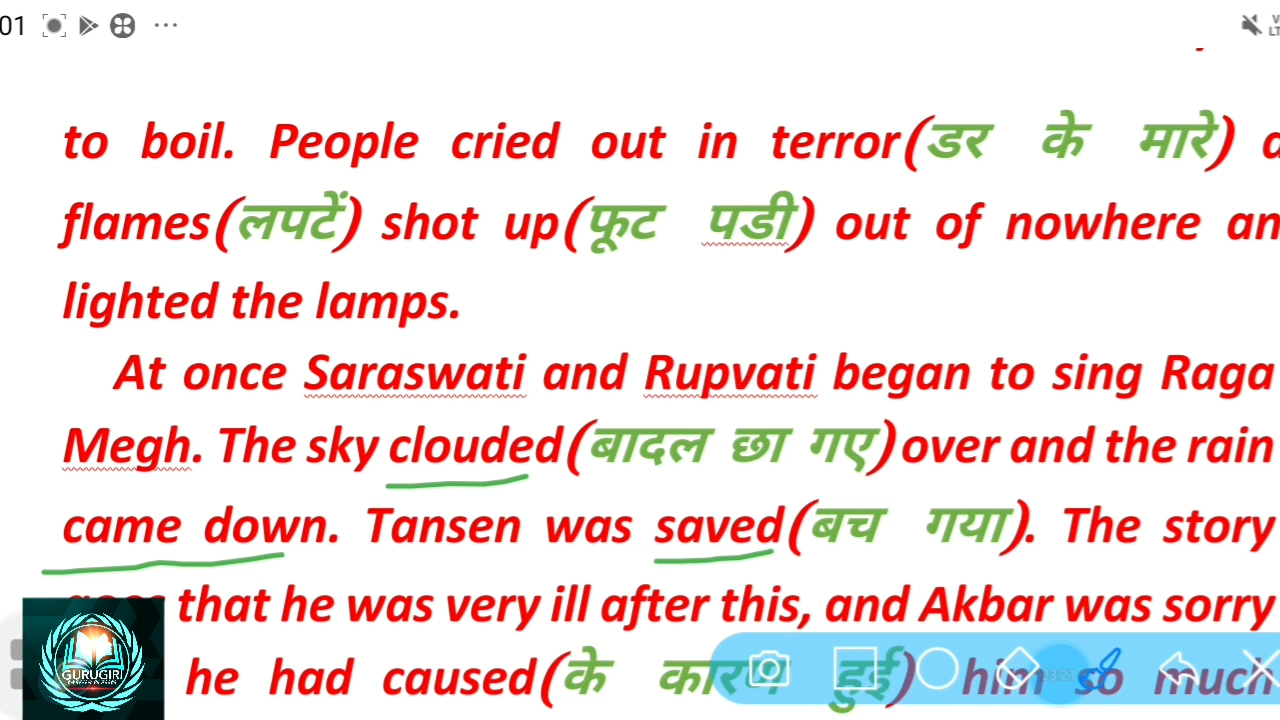 01
to boil. People cried out in terror(डर के मारे)
flames(लपटें) shot up(फूट पडी) out of nowhere an
lighted the lamps.
At once Saraswati and Rupvati began to sing Raga
Megh. The sky clouded(बादल छा गए)over and the rain
came down. Tansen was saved(बच गया). The story
goes that he was very ill after this, and Akbar was sorry
he had caused(के कारण हुई) him so much
GURUGIRI